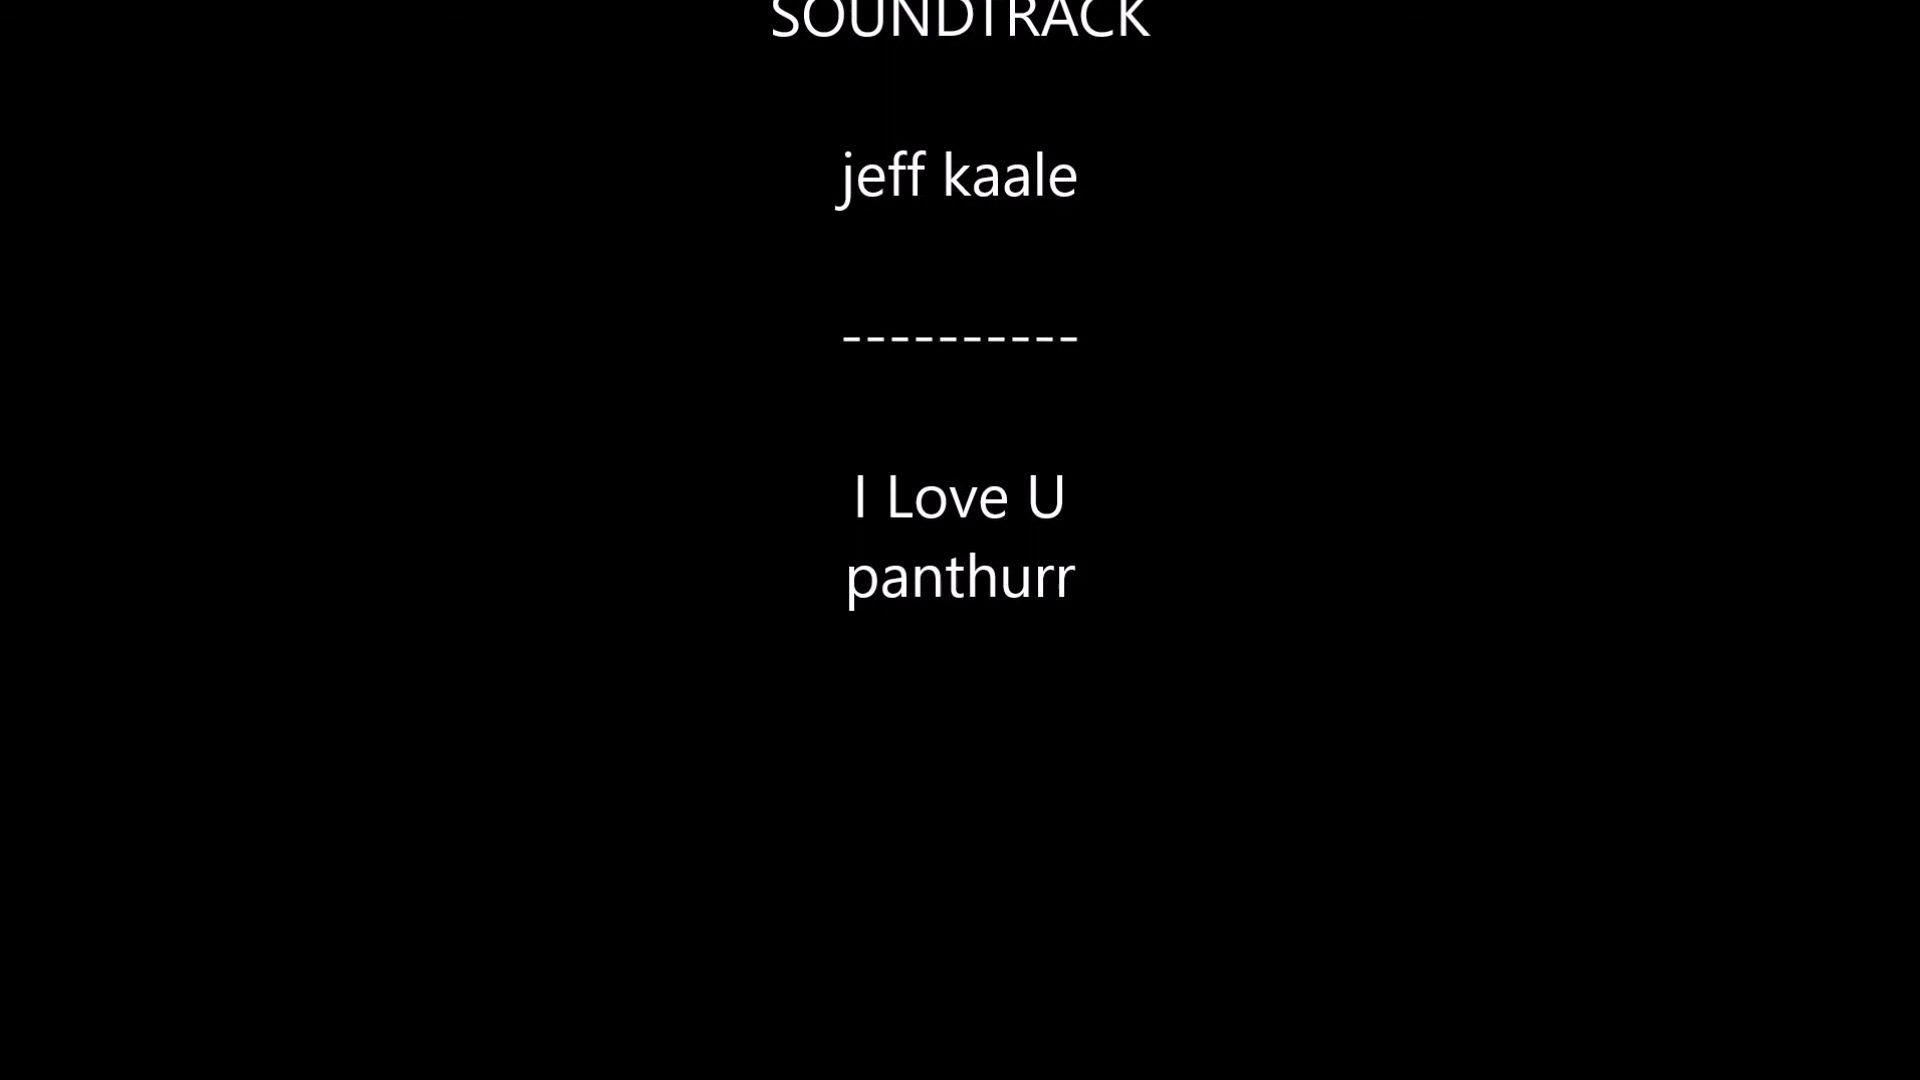 SOUNDTRACK
jeff kaale
----------
I Love U
panthurr